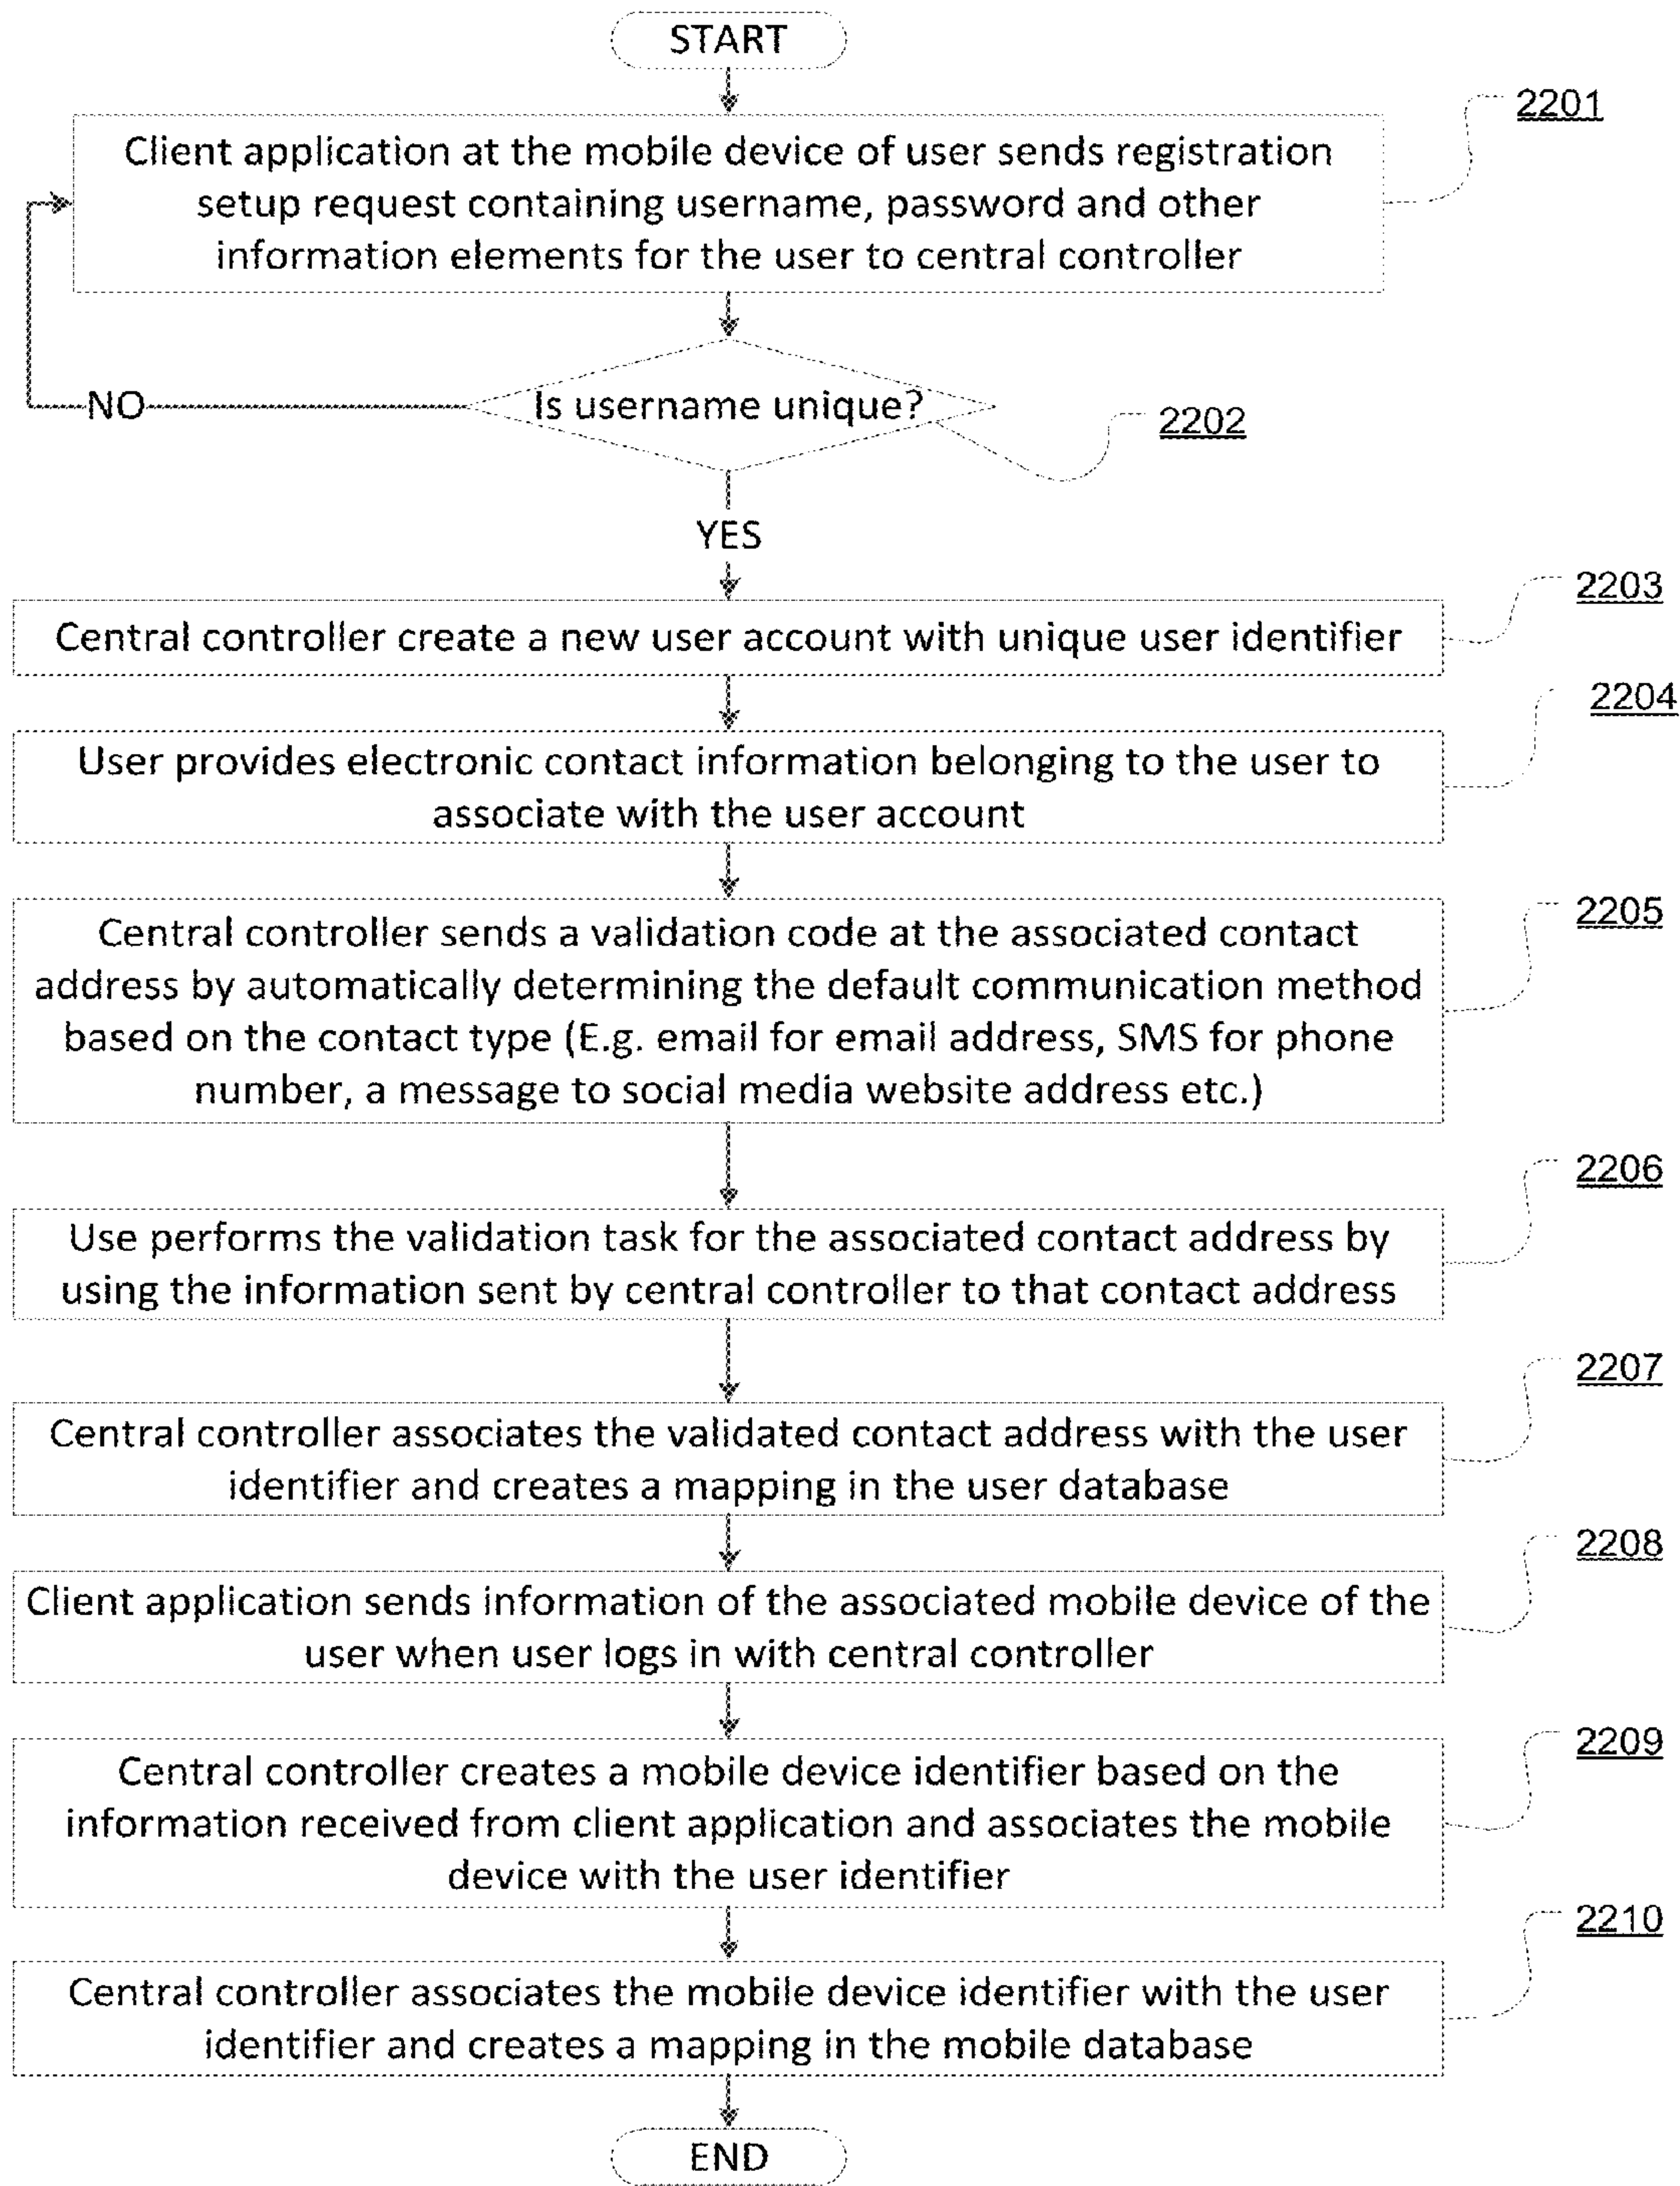 START
2201
Client application at the mobile device of user sends registration
setup request containing username, password and other
information elements for the user to central controller
NO
Is username unique?
2202
YES
2203
Central controller create a new user account with unique user identifier
2204
User provides electronic contact information belonging to the user to
associate with the user account
2205
Central controller sends a validation code at the associated contact
address by automatically determining the default communication method
based on the contact type (E.g. email for email address, SMS for phone
number, a message to social media website address etc.)
2206
Use performs the validation task for the associated contact address by
using the information sent by central controller to that contact address
2207
Central controller associates the validated contact address with the user
identifier and creates a mapping in the user database
2208
Client application sends information of the associated mobile device of the
user when user logs in with central controller
2209
Central controller creates a mobile device identifier based on the
information received from client application and associates the mobile
device with the user identifier
2210
Central controller associates the mobile device identifier with the user
identifier and creates a mapping in the mobile database
END